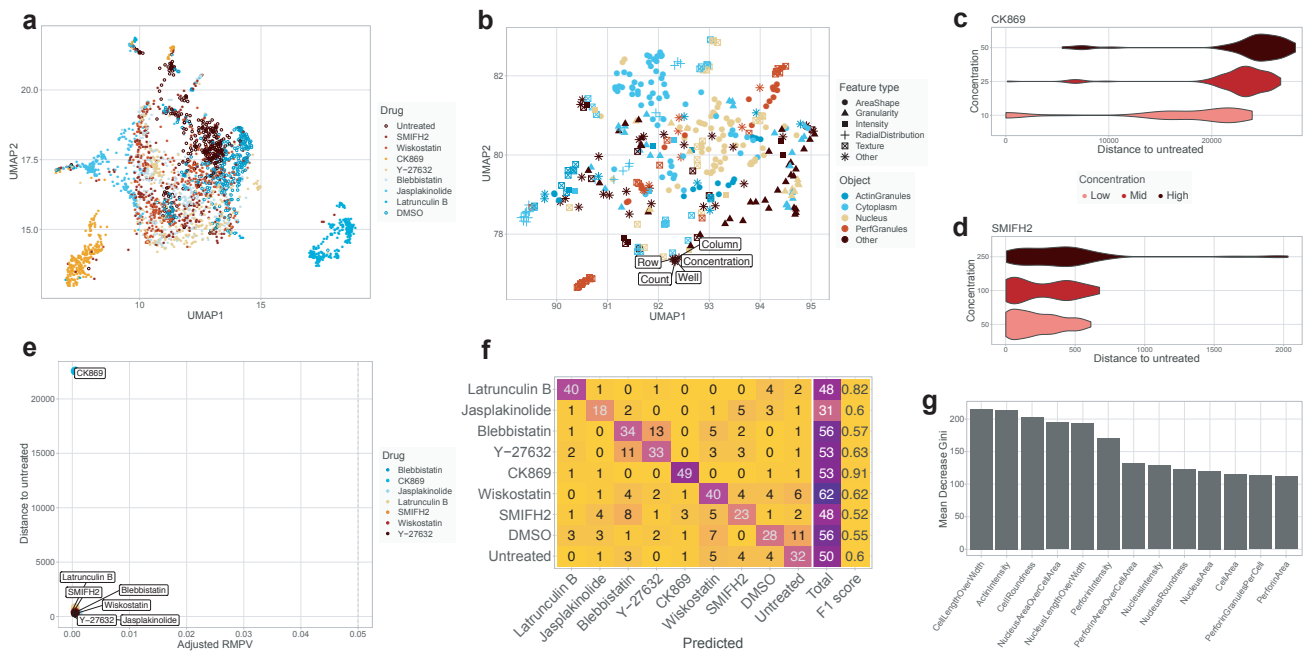 a
UMAP2
20.0
17.5
15.0
10
15
UMAP1
Drug
Untreated
SMIFH2
Wiskostatin
CK869
Y−27632
Blebbistatin
Jasplakinolide
Latrunculin B
DMSO
b
UMAP2
82
80
78
Row
Column
Concentration
Count
Well
90 91 92 93 94 95
UMAP1
Feature type
AreaShape
Granularity
Intensity
RadialDistribution
Texture
Other
Object
ActinGranules
Cytoplasm
Nucleus
PerfGranules
Other
c
CK869
Concentration
50
25
10
0 10000 20000
Distance to untreated
Concentration
Low Mid High
d
SMIFH2
Concentration
250
100
50
0 500 1000 1500 2000
Distance to untreated
e
Distance to untreated
20000
15000
10000
5000
0
CK869
Latrunculin B
SMIFH2
Blebbistatin
Wiskostatin
Y−27632
Jasplakinolide
0.00 0.01 0.02 0.03 0.04 0.05
Adjusted RMPV
Drug
Blebbistatin
CK869
Jasplakinolide
Latrunculin B
SMIFH2
Wiskostatin
Y−27632
f
Latrunculin B 40 1 0 1 0 0 0 4 2 48 0.82
Jasplakinolide 1 18 2 0 0 1 5 3 1 31 0.6
Blebbistatin 1 0 34 13 0 5 2 0 1 56 0.57
Y−27632 2 0 11 33 0 3 3 0 1 53 0.63
CK869 1 1 0 0 49 0 1 1 0 53 0.91
Wiskostatin 0 1 4 2 1 40 4 4 6 62 0.62
SMIFH2 1 4 8 1 3 5 23 1 2 48 0.52
DMSO 3 3 1 2 1 7 0 28 11 56 0.55
Untreated 0 1 3 0 1 5 4 4 32 50 0.6
Latrunculin B Jasplakinolide Blebbistatin Y−27632 CK869 Wiskostatin SMIFH2 DMSO Untreated Total F1 score
Predicted
g
Mean Decrease Gini
200
150
100
50
0
CellLengthOverWidth
ActinIntensity
CellRoundness
NucleusAreaOverCellArea
NucleusLengthOverWidth
PerforinIntensity
PerforinAreaOverCellArea
NucleusIntensity
NucleusRoundness
NucleusArea
CellArea
PerforinGranulesPerCell
PerforinArea